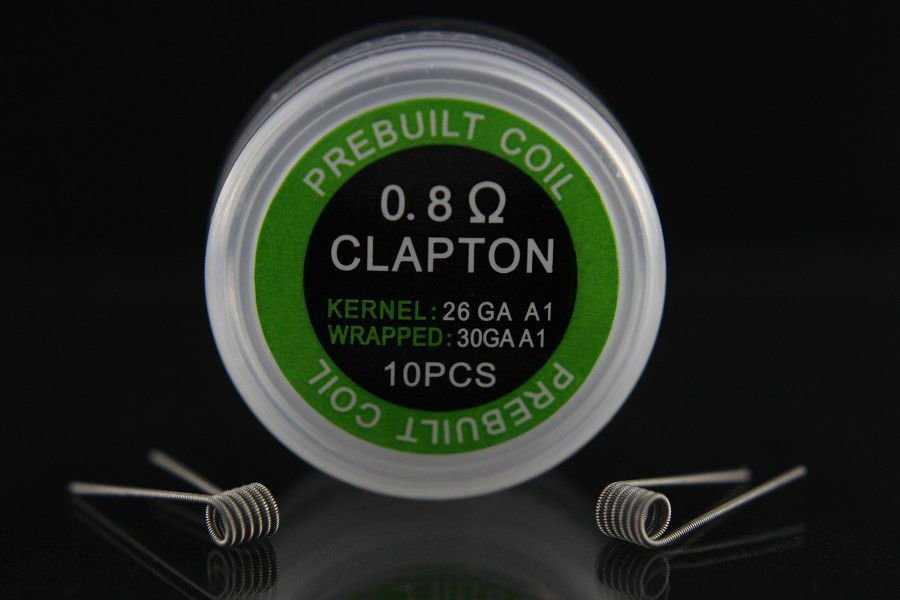 PREBUILT COIL
0.8 Ω
CLAPTON
KERNEL: 26 GA A1
WRAPPED: 30GA A1
10PCS
PREBUILT COIL